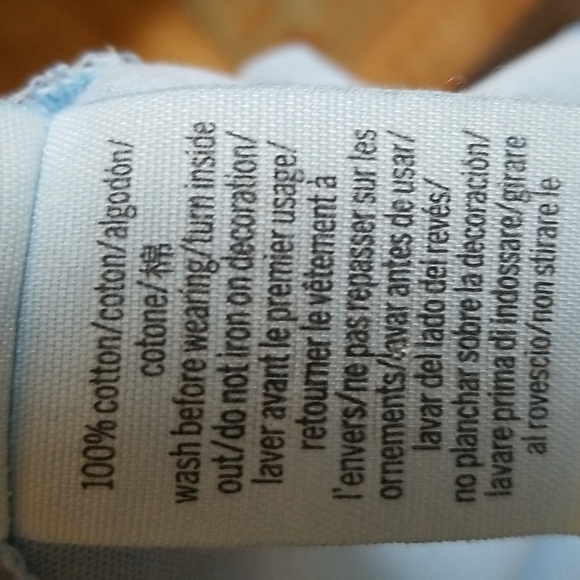 100% cotton/coton/algodón/
cotone/棉
wash before wearing/turn inside
out/do not iron on decoration/
laver avant le premier usage/
retourner le vêtement à
l'envers/ne pas repasser sur les
ornements/lavar antes de usar/
lavar del lado del revés/
no planchar sobre la decoración/
lavare prima di indossare/girare
al rovescio/non stirare le